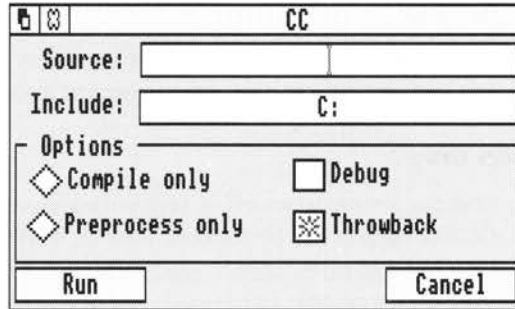 CC
Source:
Include: C:
Options
Compile only Debug
Preprocess only Throwback
Run Cancel